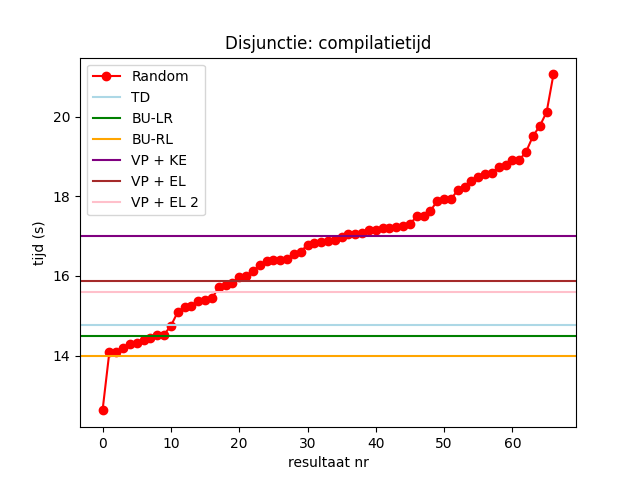 Disjunctie: compilatietijd
Random
TD
BU-LR
BU-RL
VP + KE
VP + EL
VP + EL 2
tijd (s)
20
18
16
14
0 10 20 30 40 50 60
resultaat nr